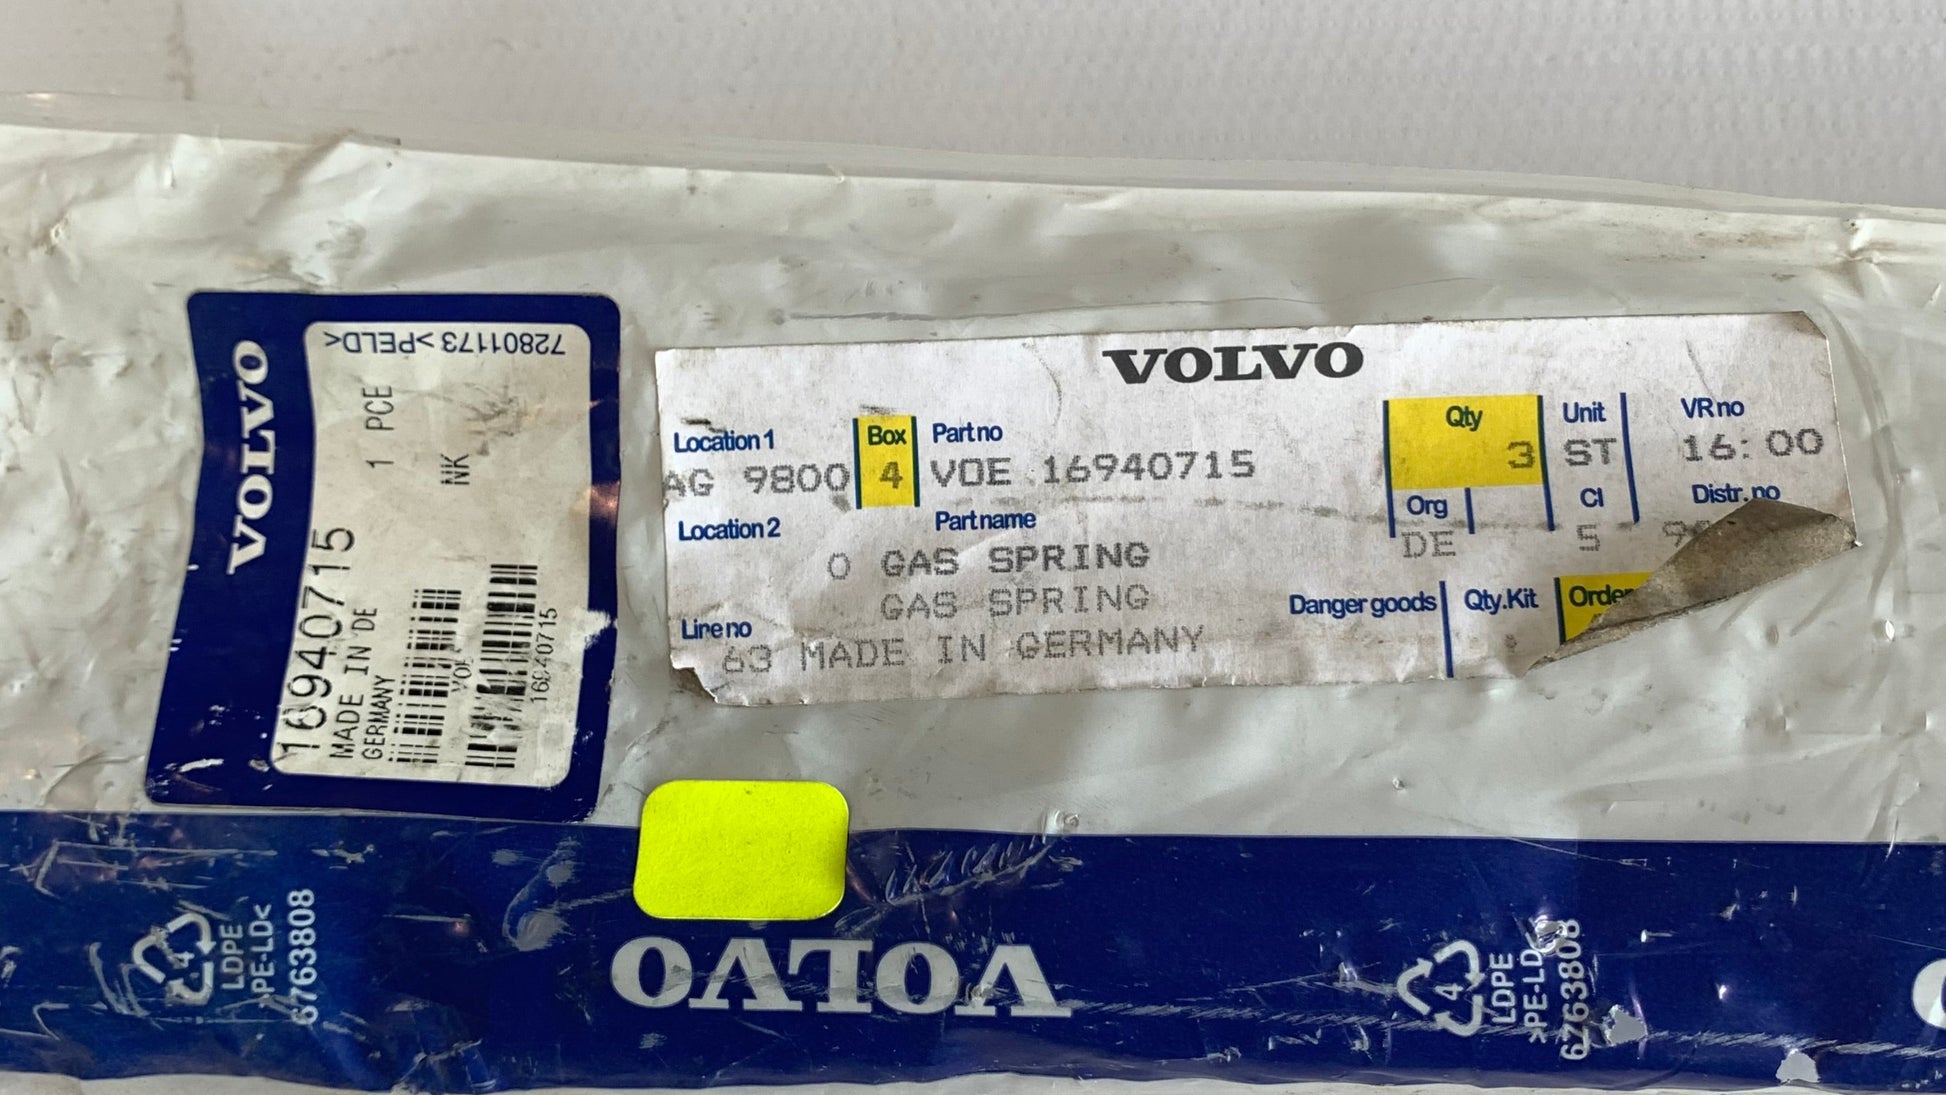 VOLVO
72801173 >PELD<
1 PCE
NK
16940715
MADE IN DE
GERMANY
VOE
16940715
VOLVO
Location 1 Box Part no Qty Unit VR no
AG 9800 4 VOE 16940715 3 ST 16:00
Location 2 Part name Org Cl Distr. no
0 GAS SPRING DE 5
GAS SPRING
Danger goods Qty.Kit
Line no
63 MADE IN GERMANY
LDPE
>PE-LD<
6763808
VOLVO
4
LDPE
>PE-LD<
6763808